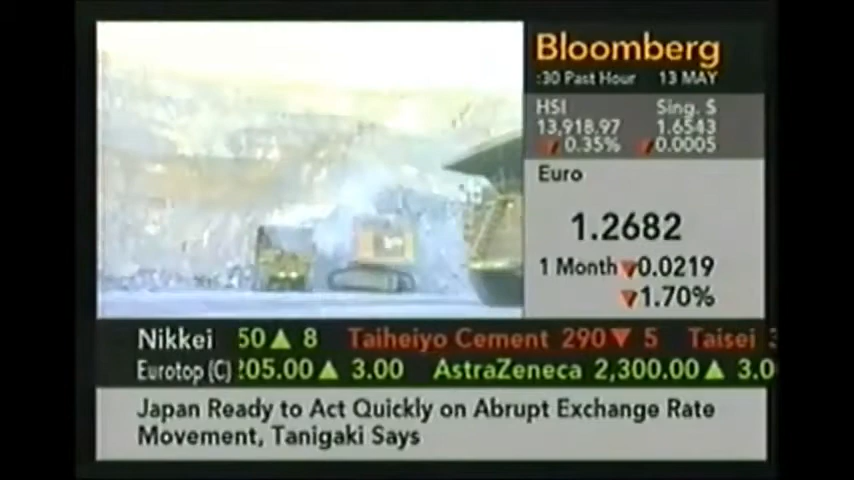 Bloomberg
:30 Past Hour 13 MAY
HSI Sing. $
13,918.97 1.6543
▼0.35% ▼0.0005
Euro
1.2682
1 Month ▼0.0219
▼1.70%
Nikkei 50 ▲ 8 Taiheiyo Cement 290 ▼ 5 Taisei
Eurotop (C) 205.00 ▲ 3.00 AstraZeneca 2,300.00 ▲ 3.0
Japan Ready to Act Quickly on Abrupt Exchange Rate
Movement, Tanigaki Says